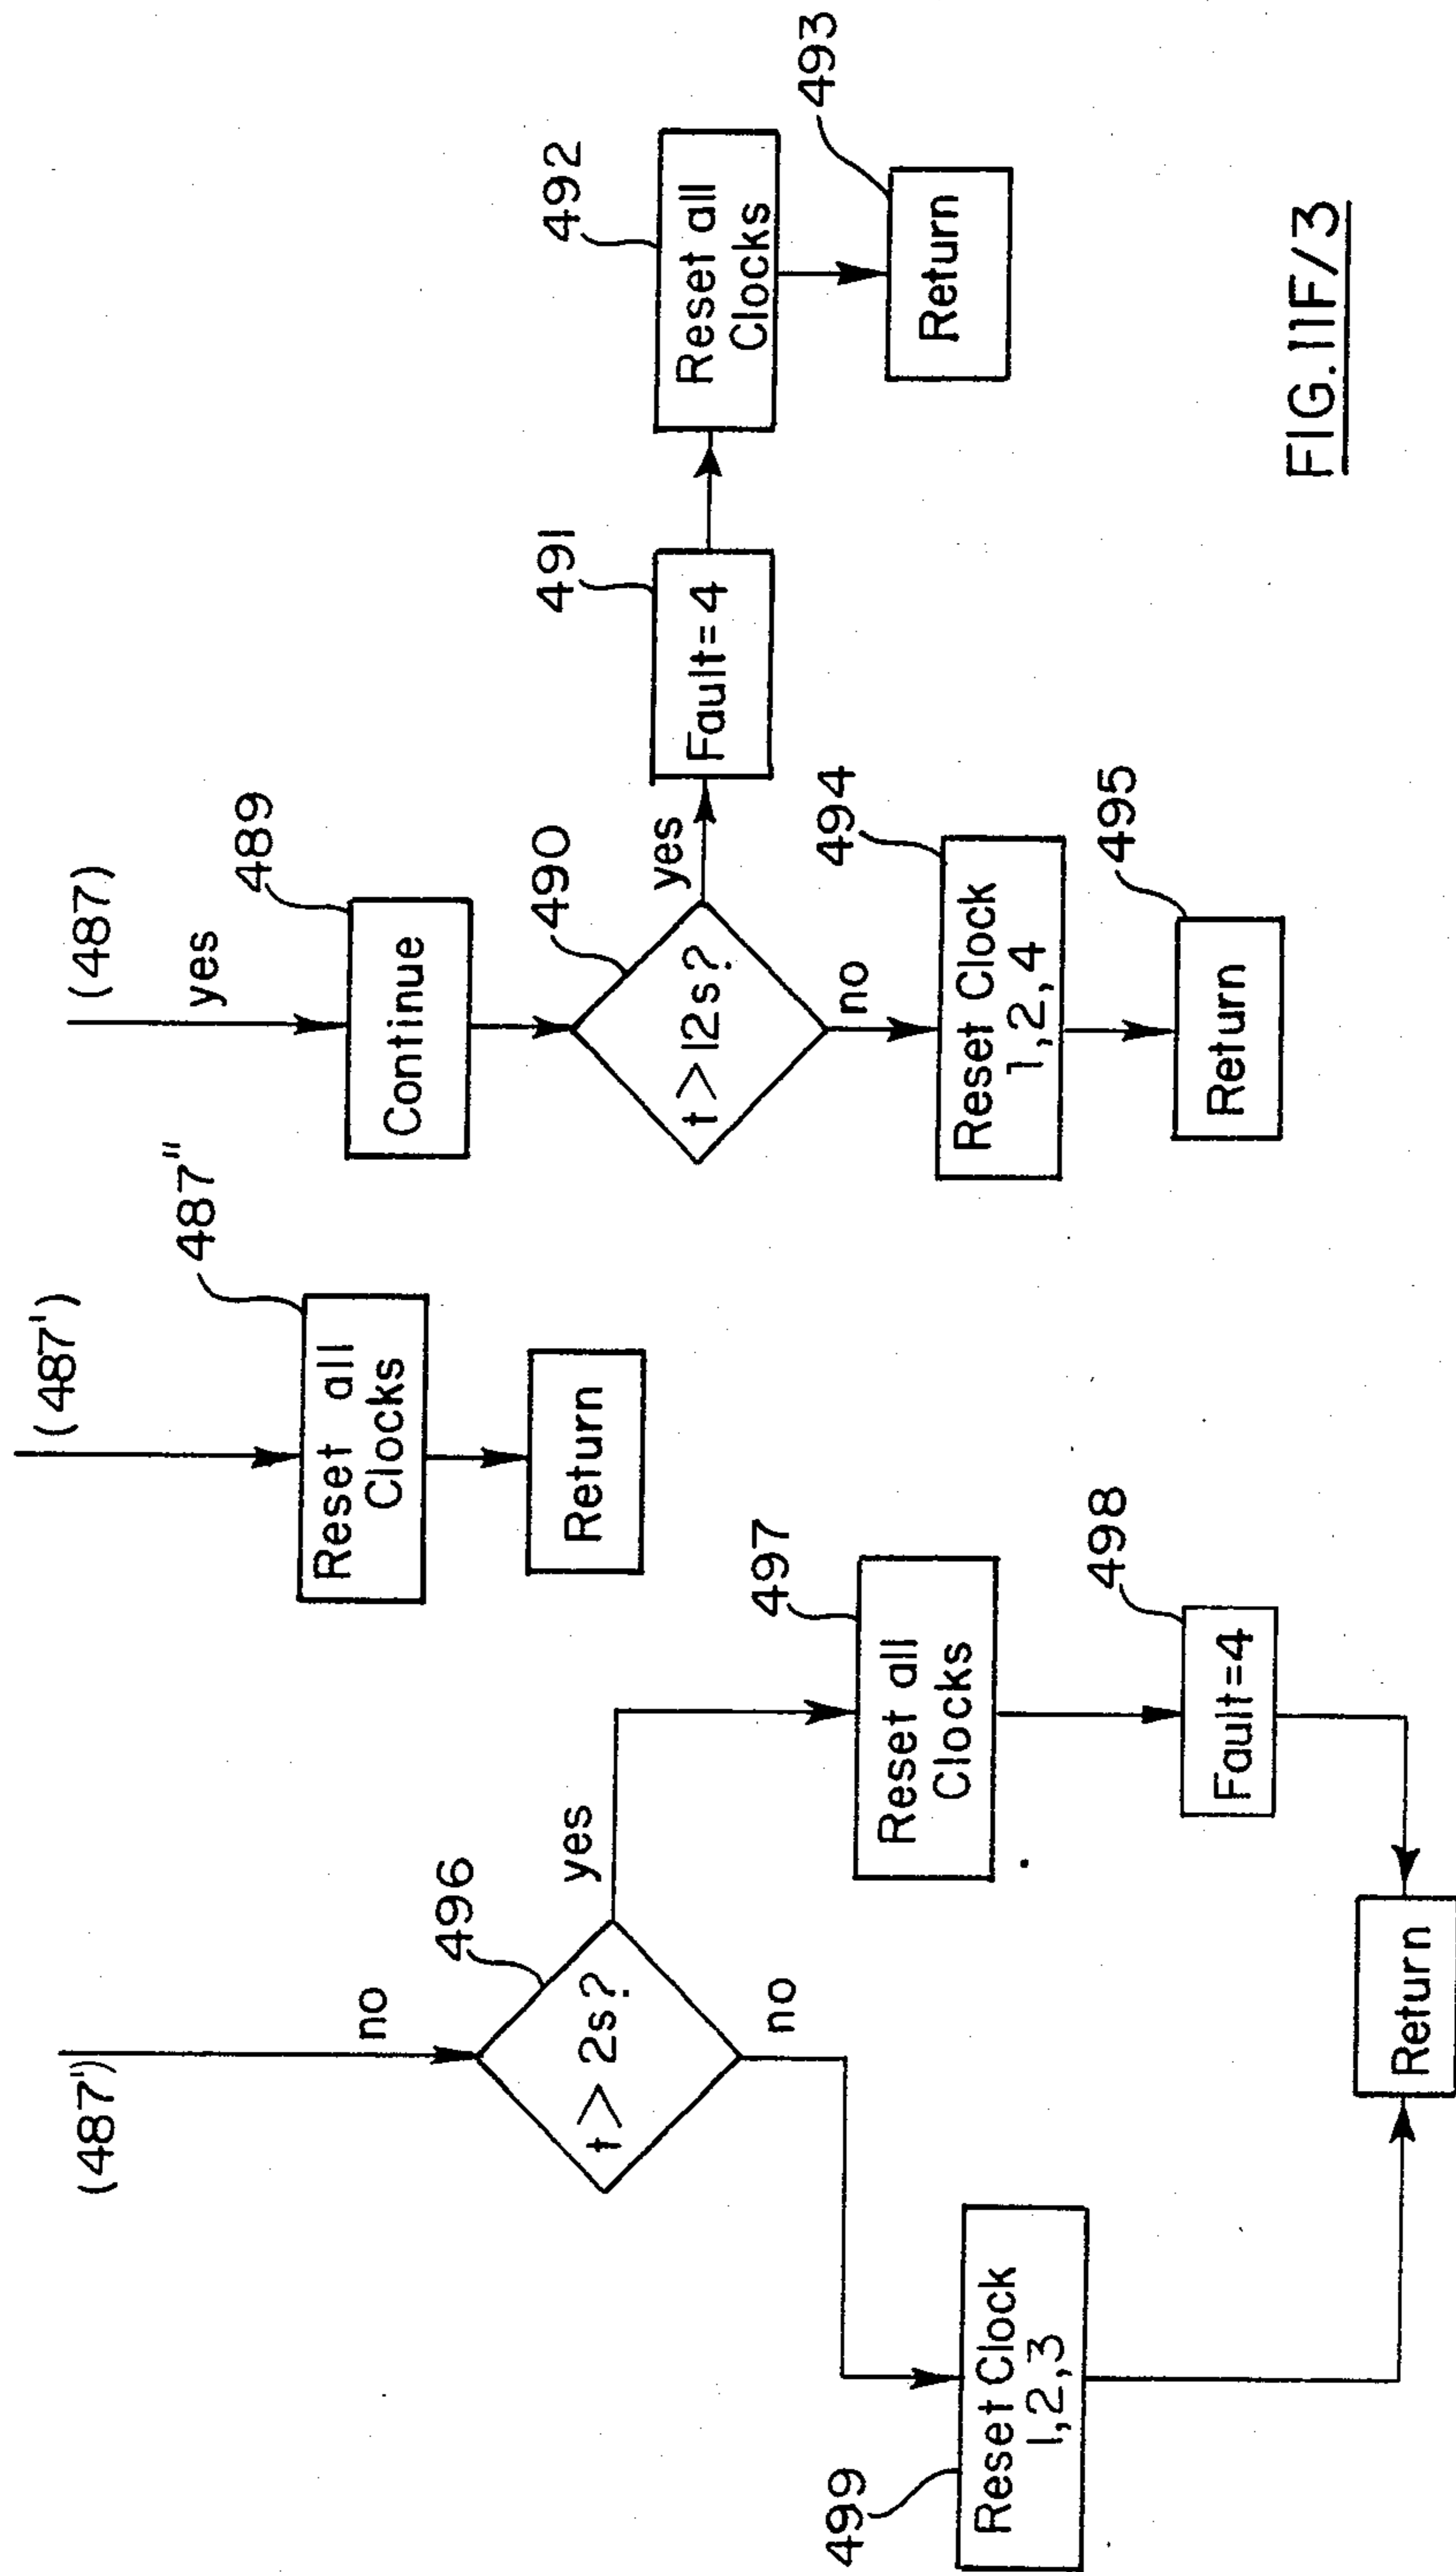 (487')
no
496
t > 2s?
yes
no
497
Reset all
Clocks
498
Fault=4
499
Reset Clock
1,2,3
Return
(487')
487"
Reset all
Clocks
Return
(487)
yes
489
Continue
490
t > 12s?
yes
no
491
Fault=4
492
Reset all
Clocks
493
Return
494
Reset Clock
1,2,4
495
Return
FIG.11F/3